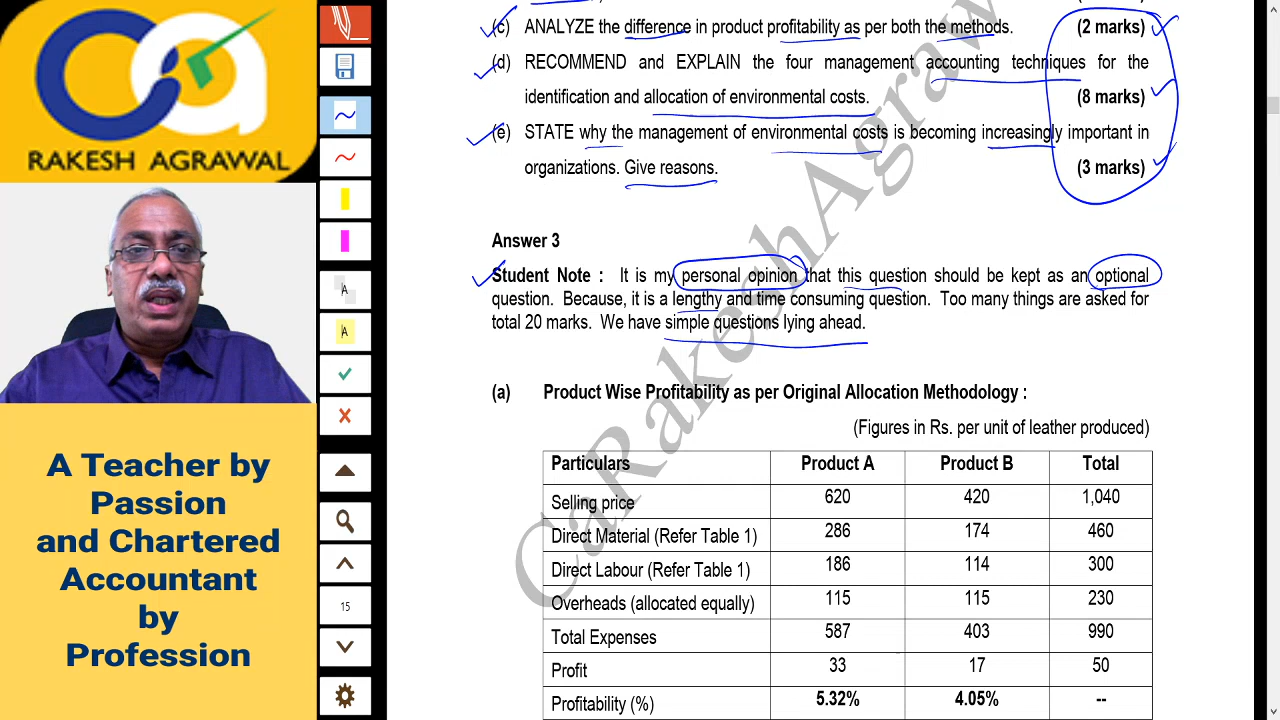 (c) ANALYZE the difference in product profitability as per both the methods. (2 marks)
(d) RECOMMEND and EXPLAIN the four management accounting techniques for the
identification and allocation of environmental costs. (8 marks)
(e) STATE why the management of environmental costs is becoming increasingly important in
organizations. Give reasons. (3 marks)
Answer 3
Student Note : It is my personal opinion that this question should be kept as an optional
question. Because, it is a lengthy and time consuming question. Too many things are asked for
total 20 marks. We have simple questions lying ahead.
(a) Product Wise Profitability as per Original Allocation Methodology :
(Figures in Rs. per unit of leather produced)
Particulars Product A Product B Total
Selling price 620 420 1,040
Direct Material (Refer Table 1) 286 174 460
Direct Labour (Refer Table 1) 186 114 300
Overheads (allocated equally) 115 115 230
Total Expenses 587 403 990
Profit 33 17 50
Profitability (%) 5.32% 4.05% --
CaRakeshAgrawa
ca
RAKESH AGRAWAL
A Teacher by
Passion
and Chartered
Accountant
by
Profession
A
A
15